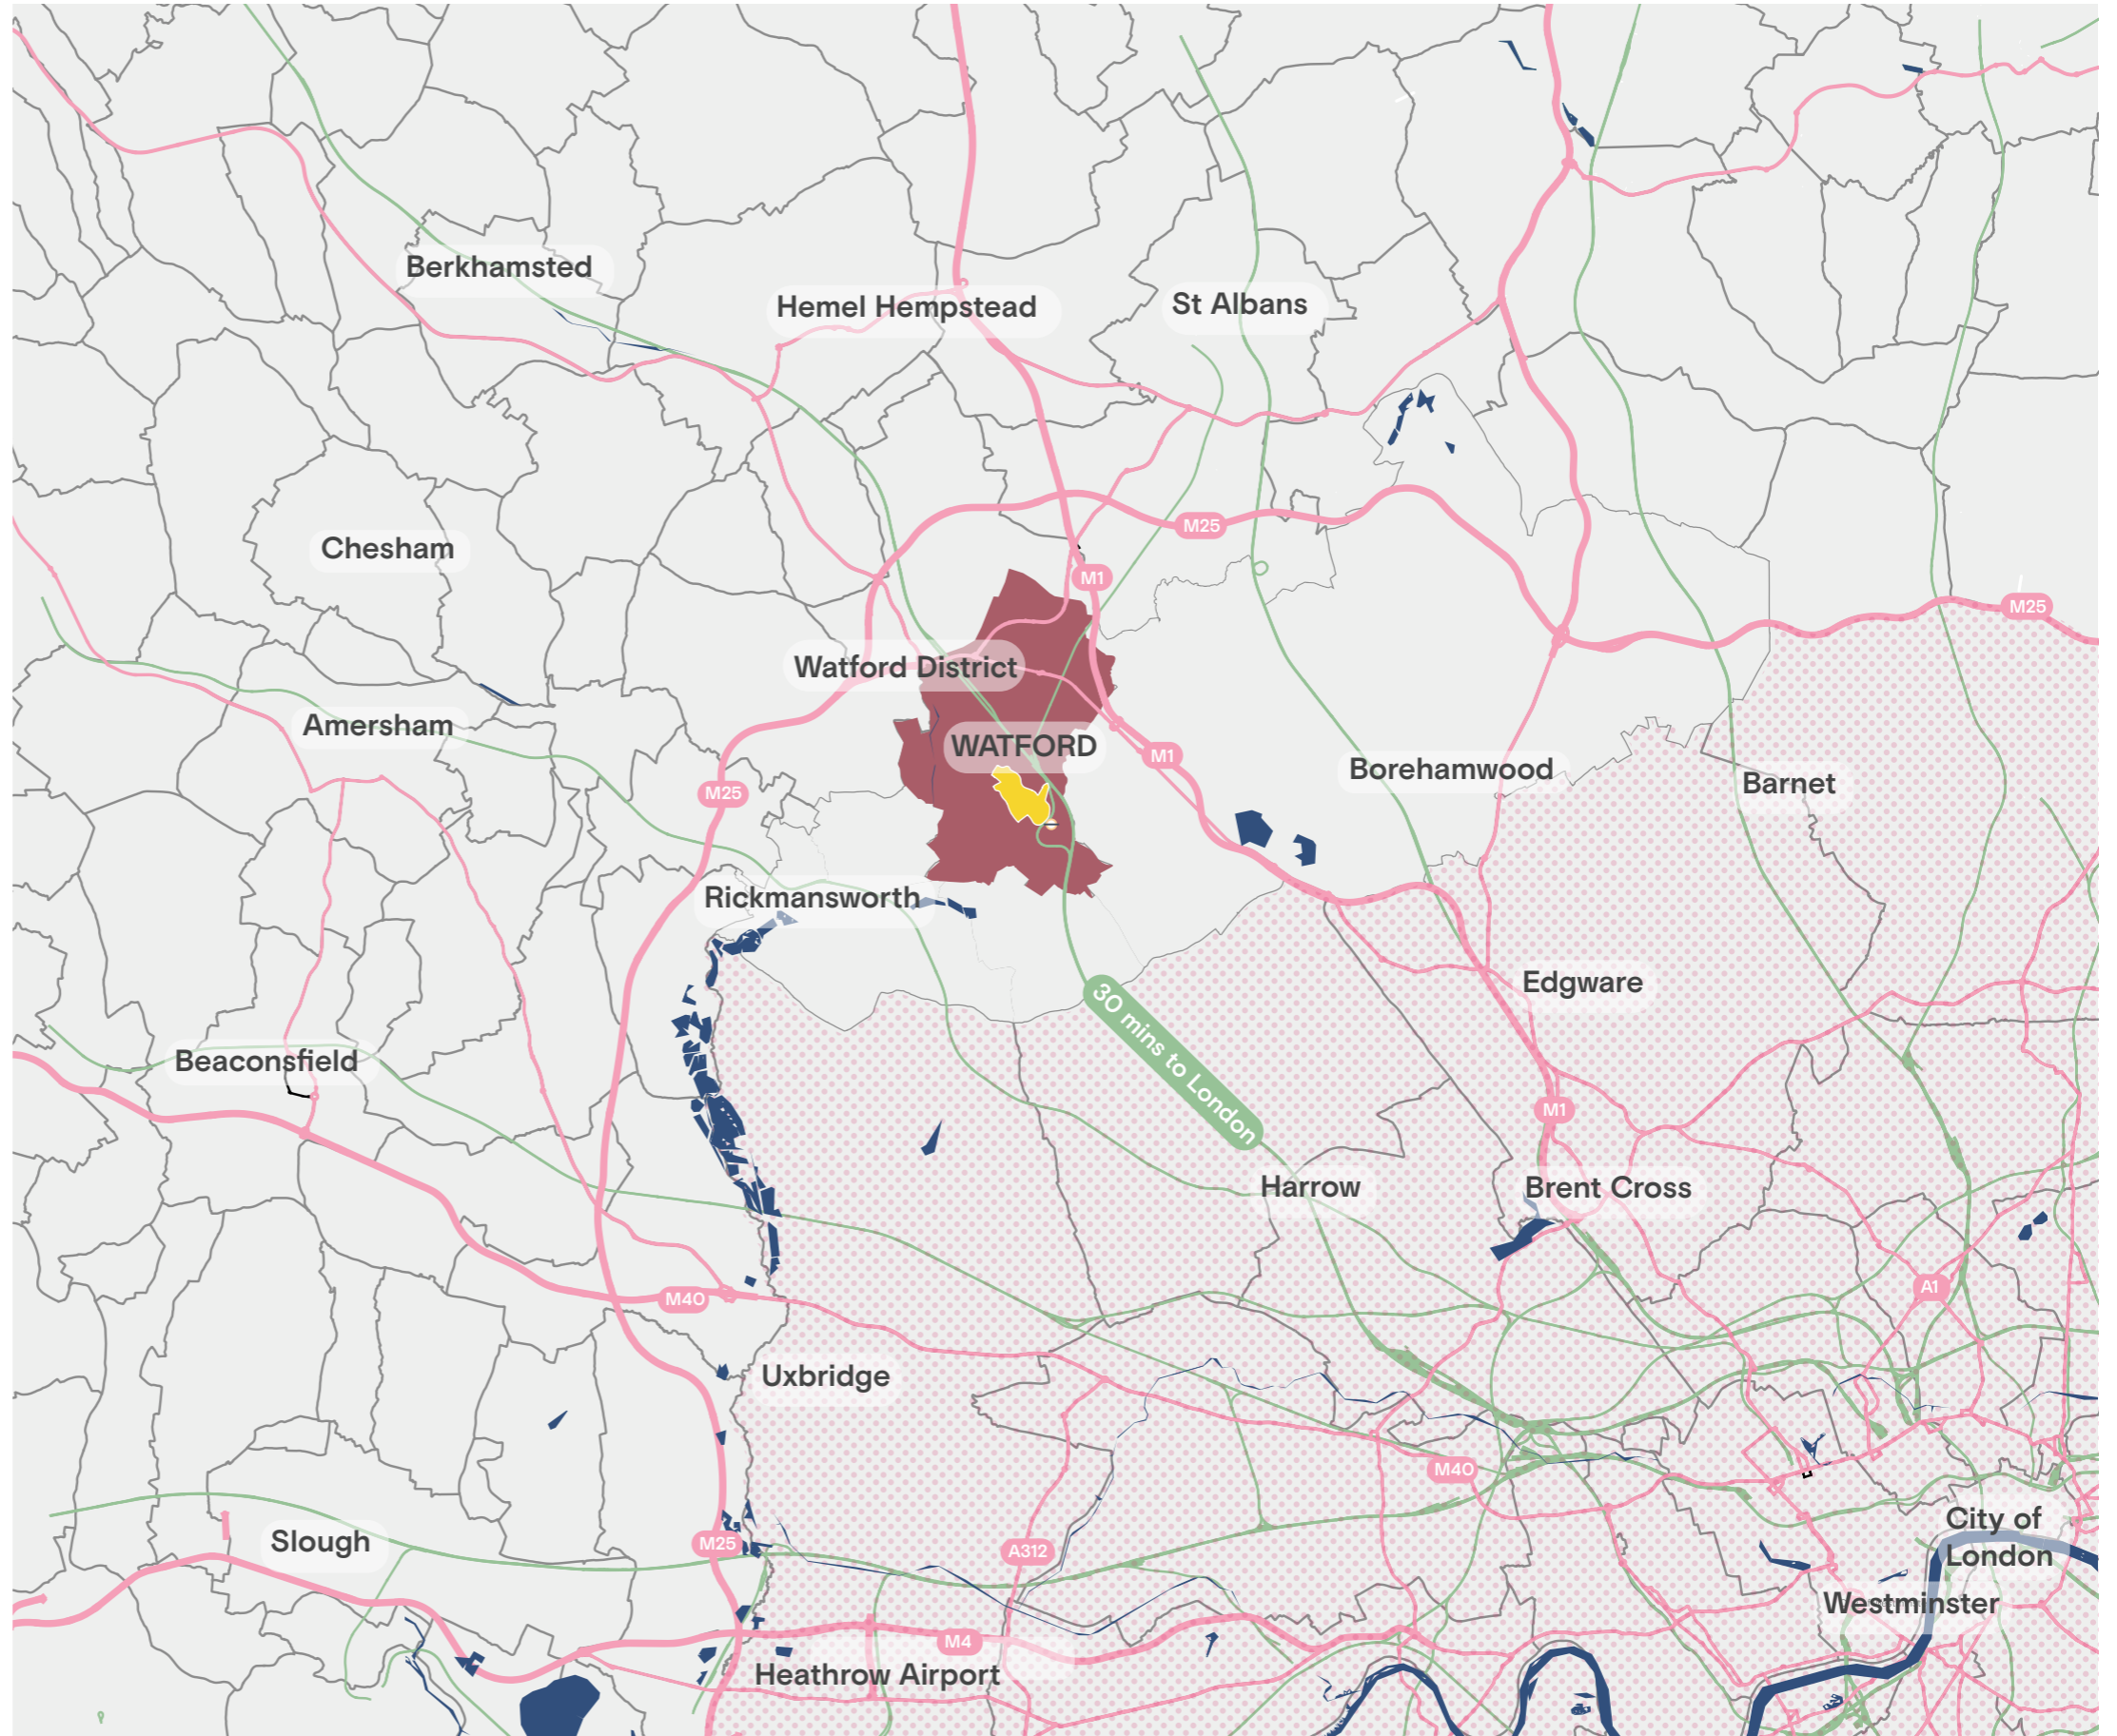 Berkhamsted
Hemel Hempstead
St Albans
M25
Chesham
M1
M25
Watford District
Amersham
WATFORD
M1
Borehamwood
Barnet
M25
Rickmansworth
Edgware
30 mins to London
Beaconsfield
M1
Harrow
Brent Cross
M40
A1
Uxbridge
M40
City of
London
Slough
M25
A312
Westminster
M4
Heathrow Airport